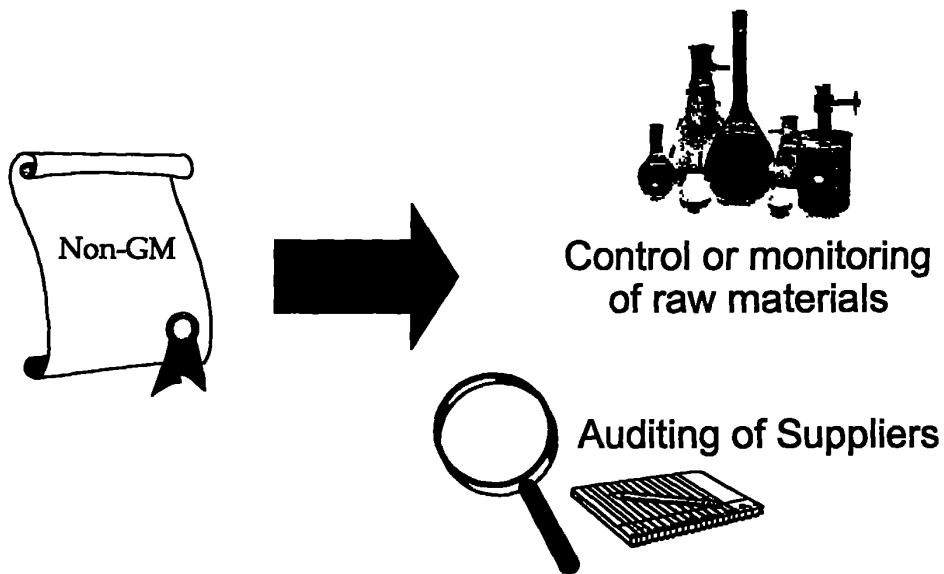 Non-GM
Control or monitoring
of raw materials
Auditing of Suppliers